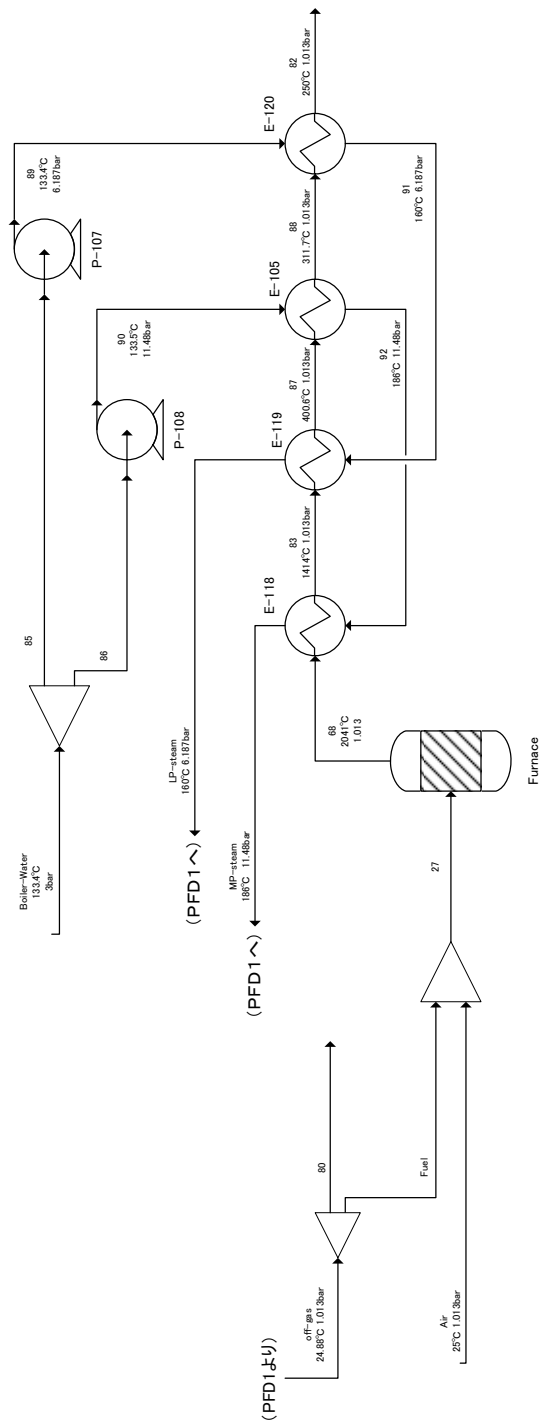 Boiler-Water
133.4℃
3bar
85
86
89
133.4℃
6.187bar
P-107
90
133.5℃
11.48bar
P-108
LP-steam
160℃ 6.187bar
(PFD1へ)
MP-steam
186℃ 11.48bar
(PFD1へ)
E-118
83
1414℃ 1.013bar
E-119
87
400.6℃ 1.013bar
E-105
88
311.7℃ 1.013bar
E-120
82
250℃ 1.013bar
91
160℃ 6.187bar
92
186℃ 11.48bar
68
2041℃
1.013
Furnace
27
(PFD1より)
off-gas
24.88℃ 1.013bar
80
Fuel
Air
25℃ 1.013bar